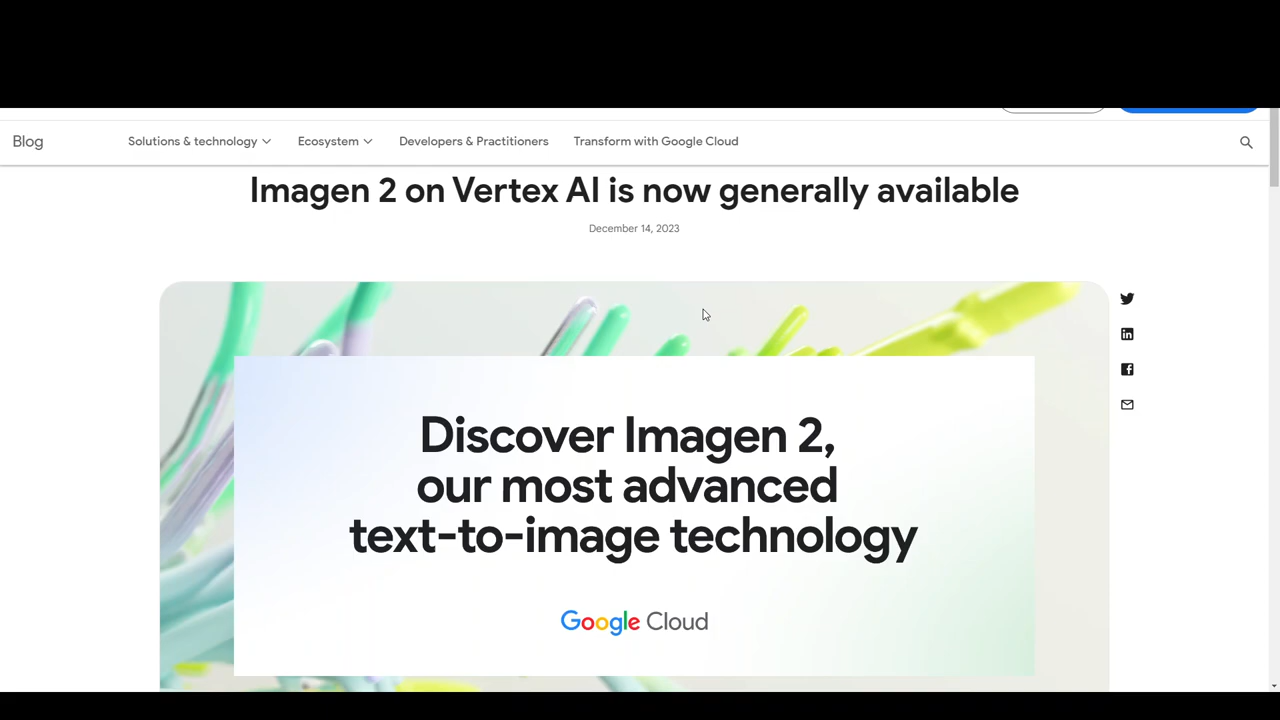 Blog
Solutions & technology
Ecosystem
Developers & Practitioners
Transform with Google Cloud
Imagen 2 on Vertex AI is now generally available
December 14, 2023
Discover Imagen 2,
our most advanced
text-to-image technology
Google Cloud